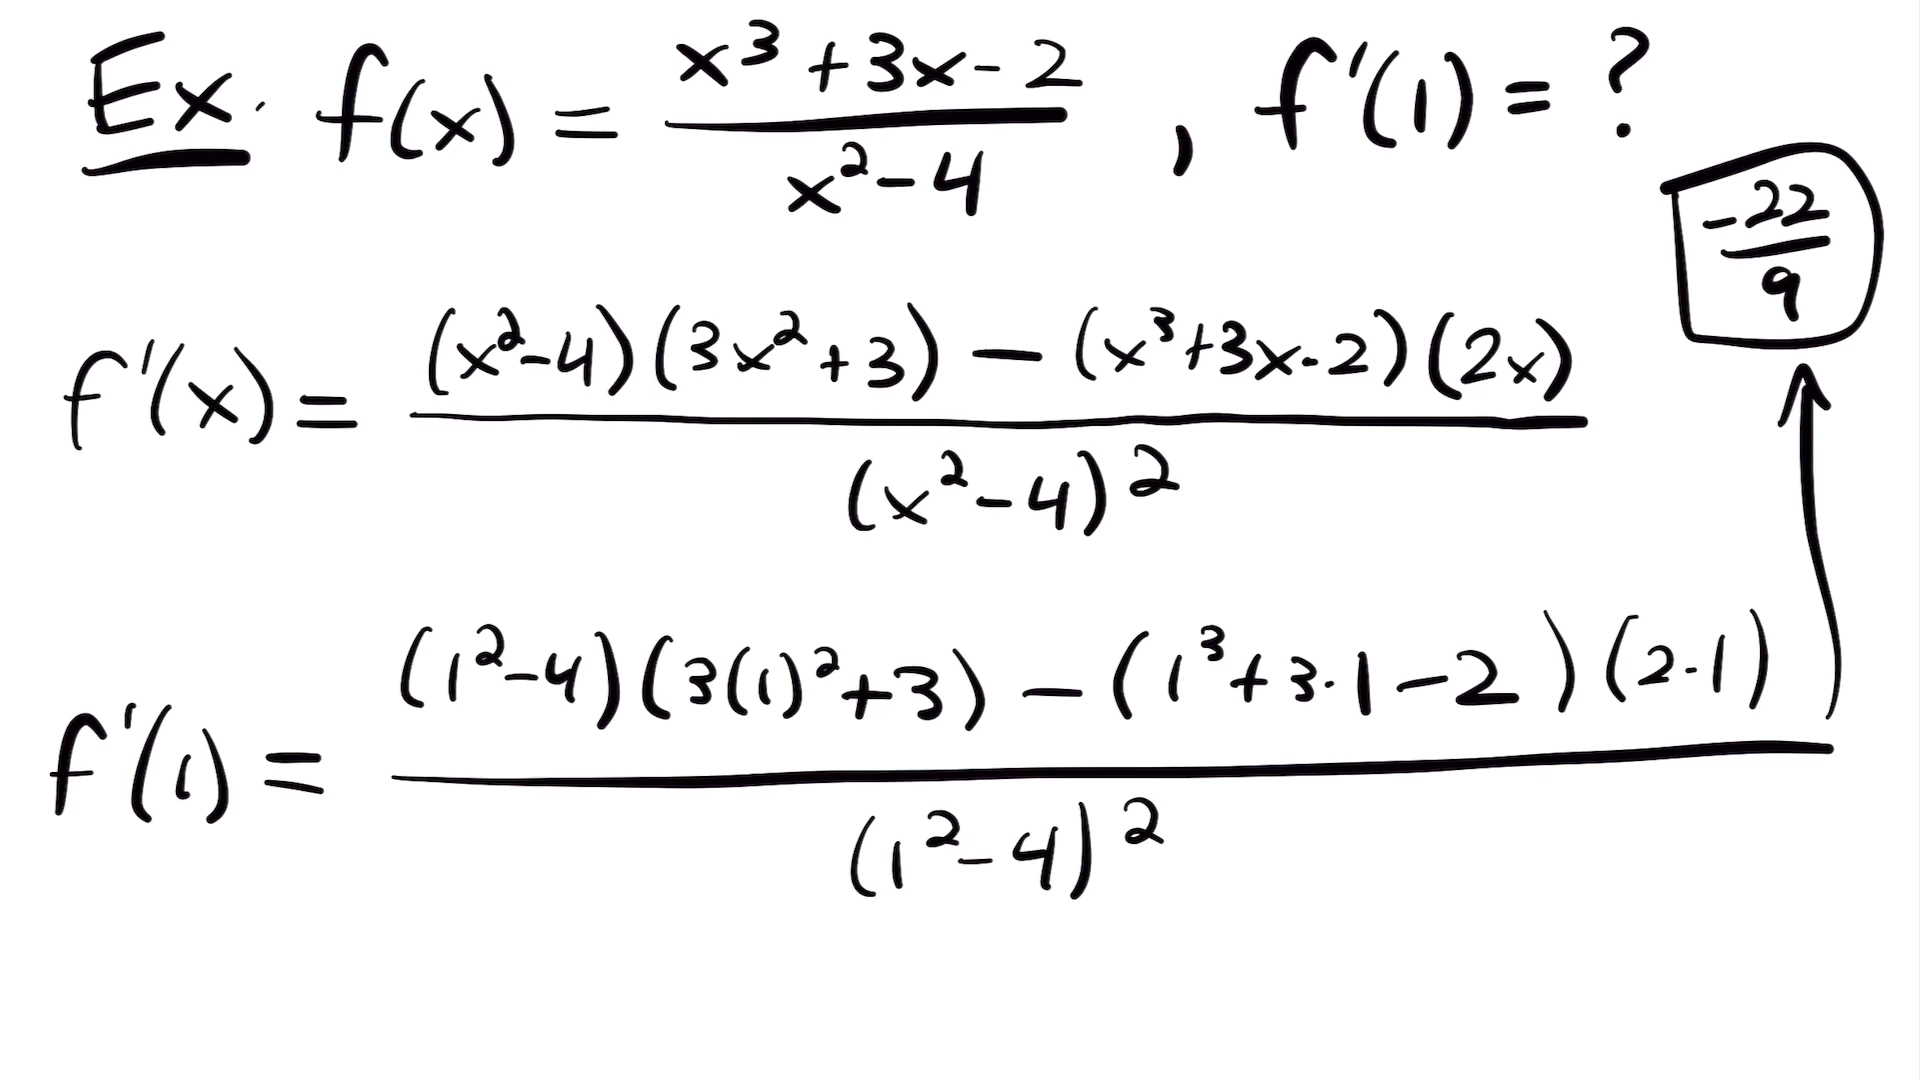 Ex. f(x) = (x³+3x-2)/(x²-4) , f'(1) = ?
-22/9
f'(x) = ((x²-4)(3x²+3) - (x³+3x-2)(2x))/(x²-4)²
f'(1) = ((1²-4)(3(1)²+3) - (1³+3·1-2)(2·1))/(1²-4)²